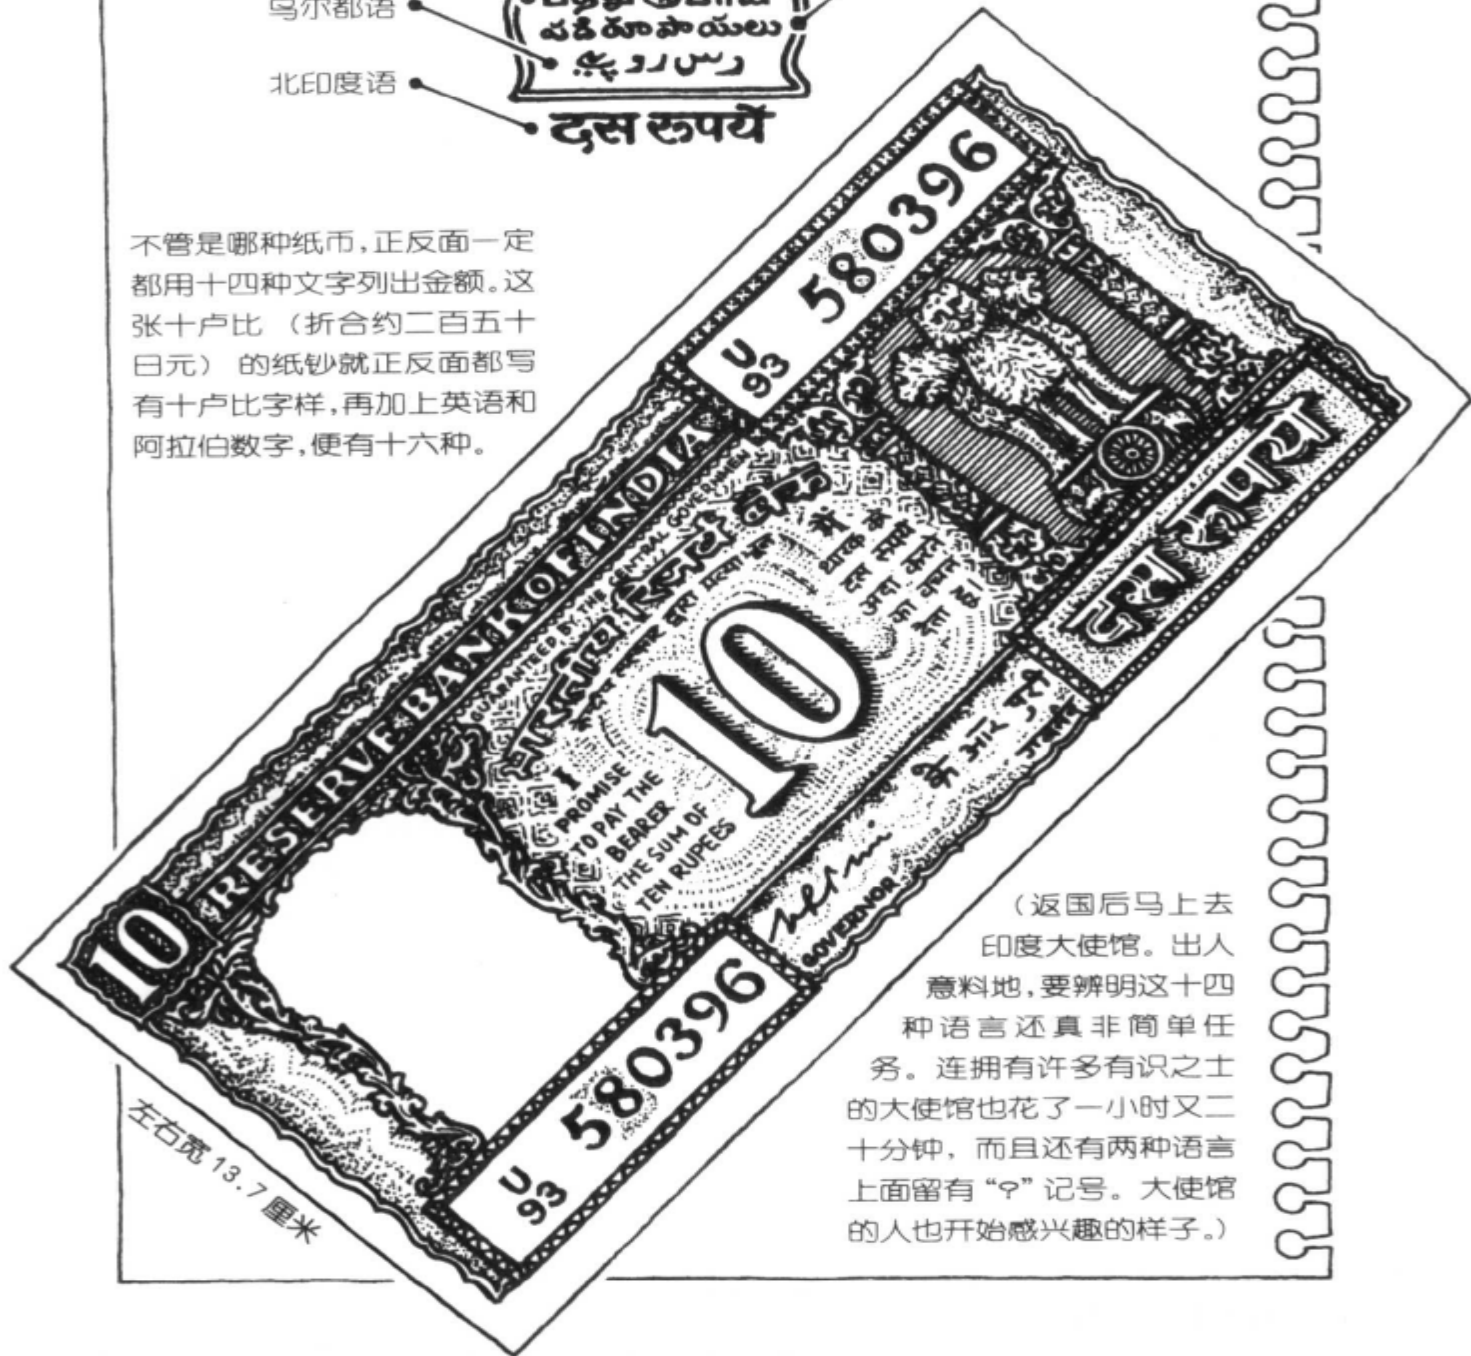 乌尔都语
北印度语
దస రూపాయలు
दस रुपये
不管是哪种纸币,正反面一定
都用十四种文字列出金额。这
张十卢比 (折合约二百五十
日元) 的纸钞就正反面都写
有十卢比字样,再加上英语和
阿拉伯数字,便有十六种。
580396
U
93
RESERVE BANK OF INDIA
GUARANTEED BY THE CENTRAL GOVERNMEN
I
PROMISE
TO PAY THE
BEARER
THE SUM OF
TEN RUPEES
10
दस रुपये
के आर पुरी
गवर्नर
GOVERNOR
10
580396
U
93
左右宽 13.7 厘米
(返国后马上去
印度大使馆。出人
意料地,要辨明这十四
种语言还真非简单任
务。连拥有许多有识之士
的大使馆也花了一小时又二
十分钟，而且还有两种语言
上面留有“?”记号。大使馆
的人也开始感兴趣的样子。)